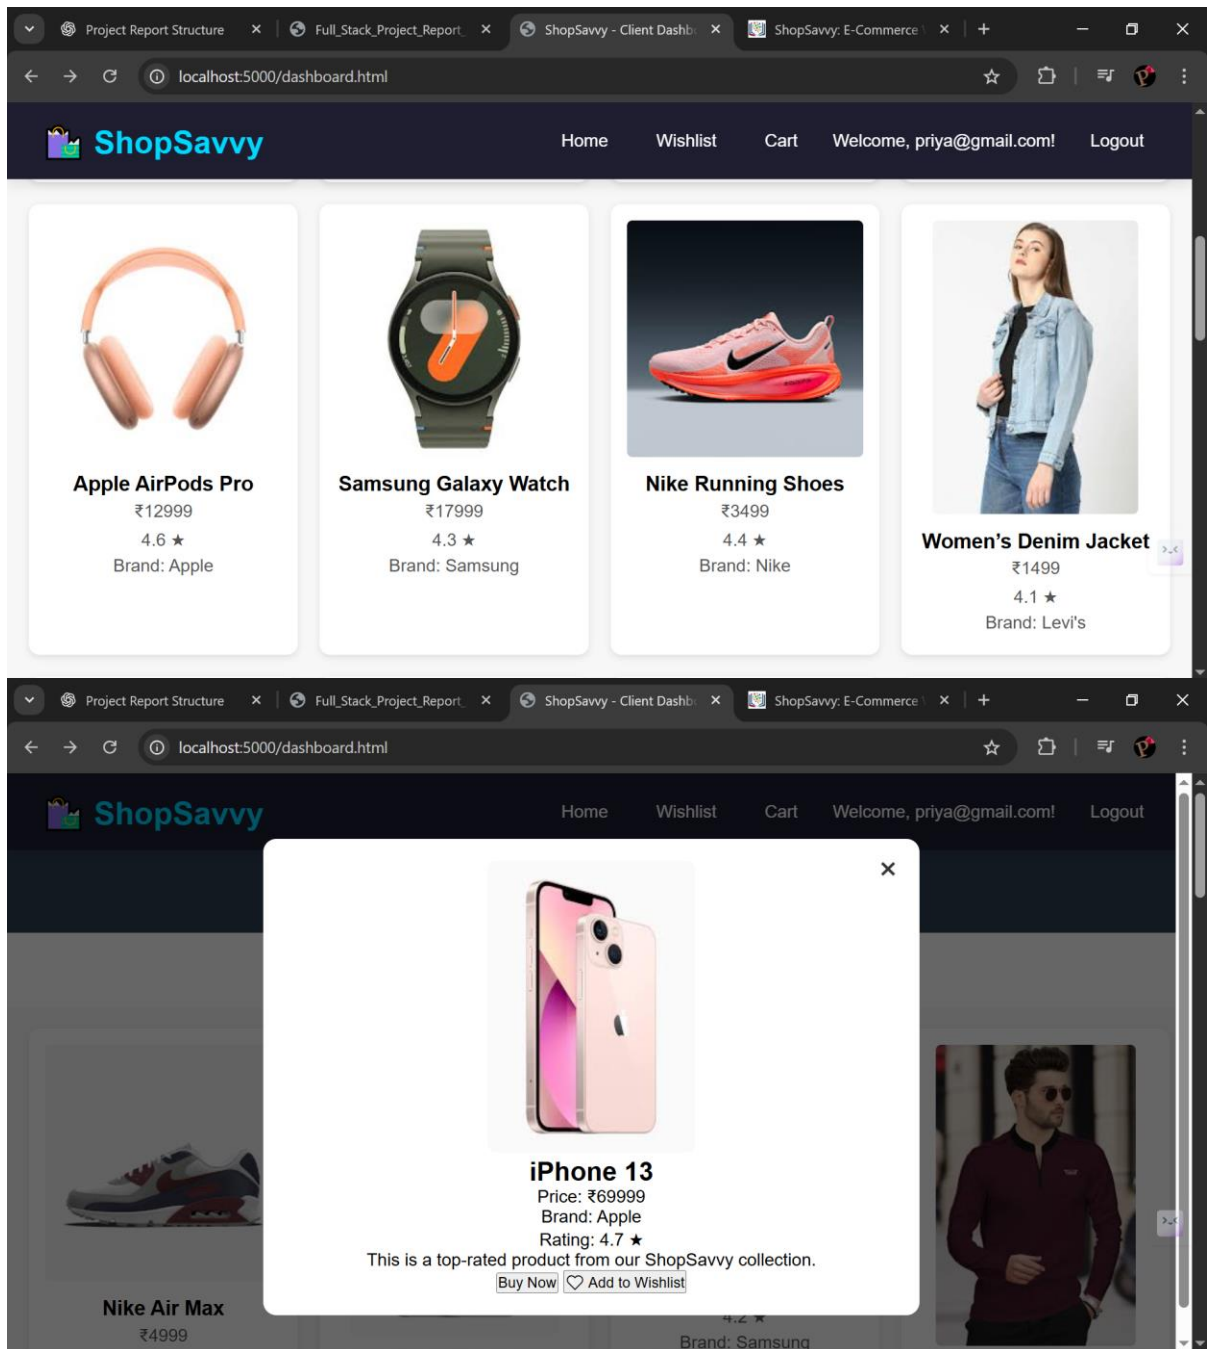 Project Report Structure
Full_Stack_Project_Report_
ShopSavvy - Client Dashb
ShopSavvy: E-Commerce
localhost:5000/dashboard.html
ShopSavvy
Home Wishlist Cart Welcome, priya@gmail.com! Logout
Apple AirPods Pro
₹12999
4.6 ★
Brand: Apple
Samsung Galaxy Watch
₹17999
4.3 ★
Brand: Samsung
Nike Running Shoes
₹3499
4.4 ★
Brand: Nike
Women’s Denim Jacket
₹1499
4.1 ★
Brand: Levi's
Project Report Structure
Full_Stack_Project_Report_
ShopSavvy - Client Dashb
ShopSavvy: E-Commerce
localhost:5000/dashboard.html
ShopSavvy
Home Wishlist Cart Welcome, priya@gmail.com! Logout
iPhone 13
Price: ₹69999
Brand: Apple
Rating: 4.7 ★
This is a top-rated product from our ShopSavvy collection.
Buy Now ♡ Add to Wishlist
Nike Air Max
₹4999
4.2 ★
Brand: Samsung